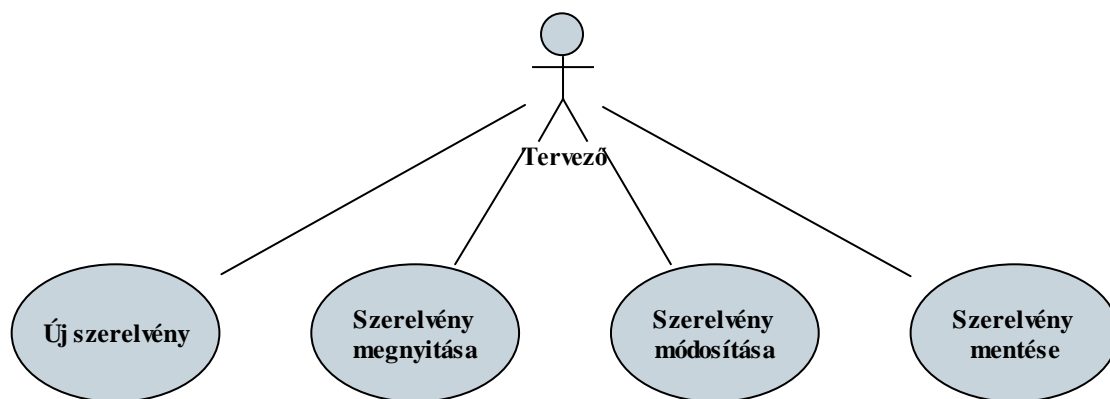 Tervező
Új szerelvény
Szerelvény
megnyitása
Szerelvény
módosítása
Szerelvény
mentése